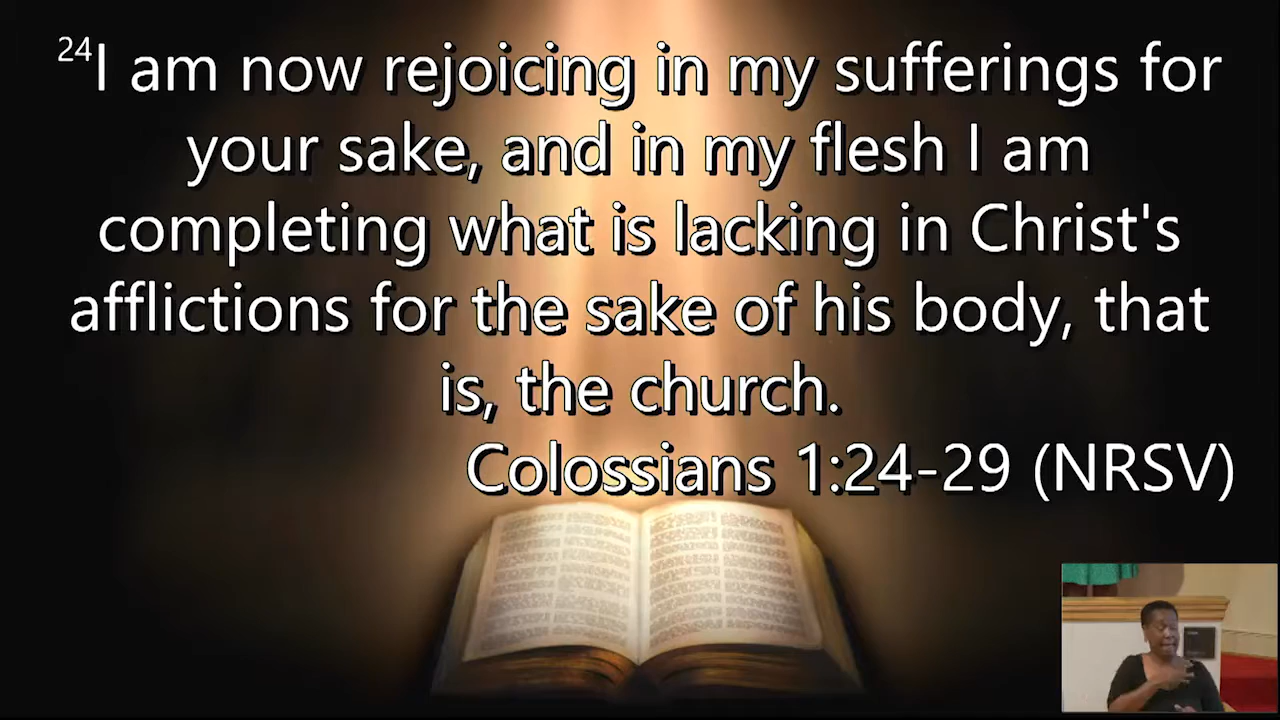 24I am now rejoicing in my sufferings for
your sake, and in my flesh I am
completing what is lacking in Christ's
afflictions for the sake of his body, that
is, the church.
Colossians 1:24-29 (NRSV)